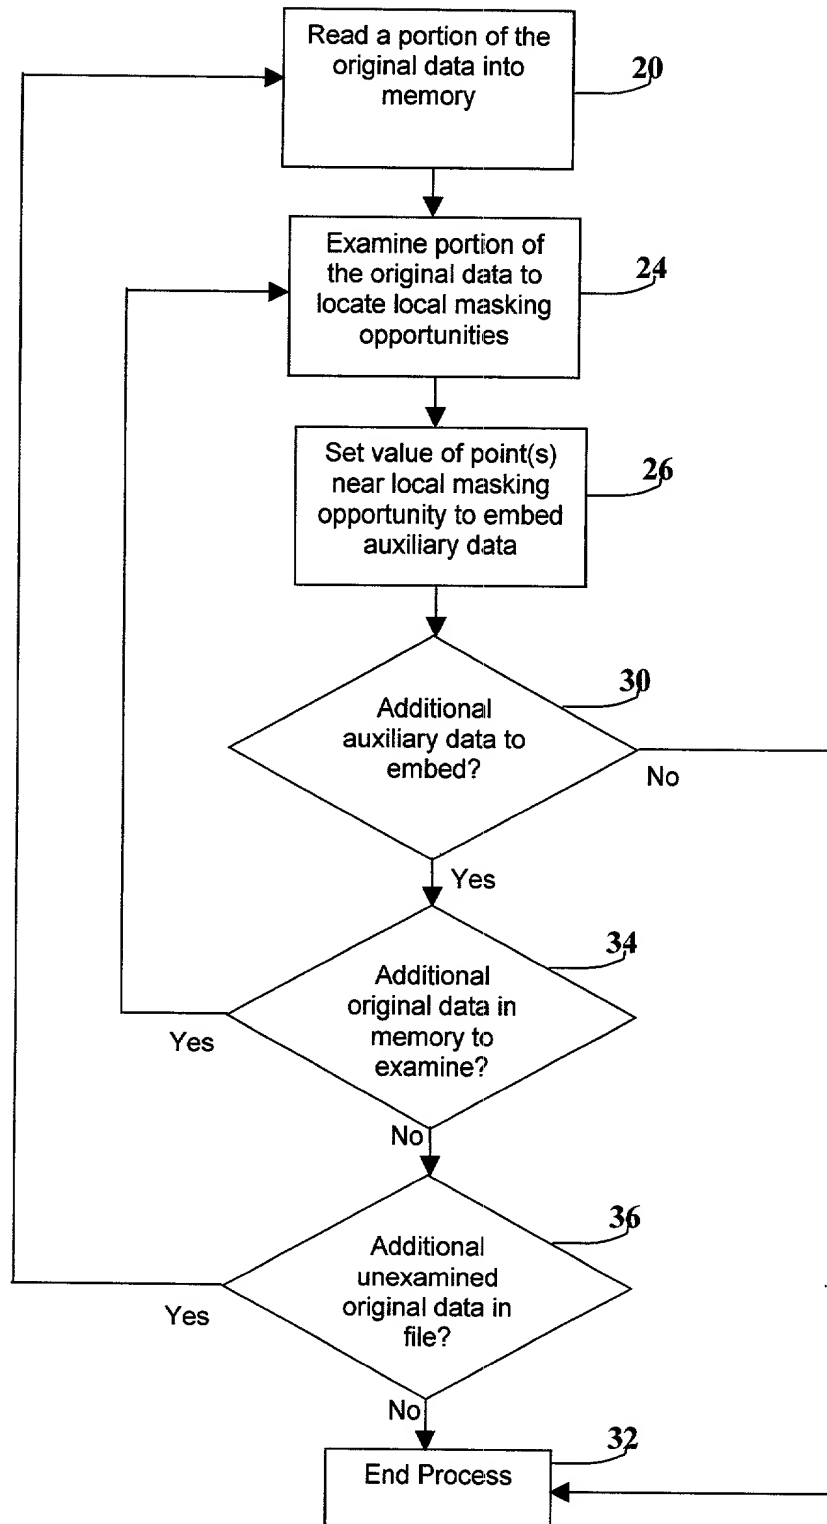 Read a portion of the
original data into
memory
20
Examine portion of
the original data to
locate local masking
opportunities
24
Set value of point(s)
near local masking
opportunity to embed
auxiliary data
26
Additional
auxiliary data to
embed?
30
No
Yes
Additional
original data in
memory to
examine?
34
Yes
No
Additional
unexamined
original data in
file?
36
Yes
No
End Process
32